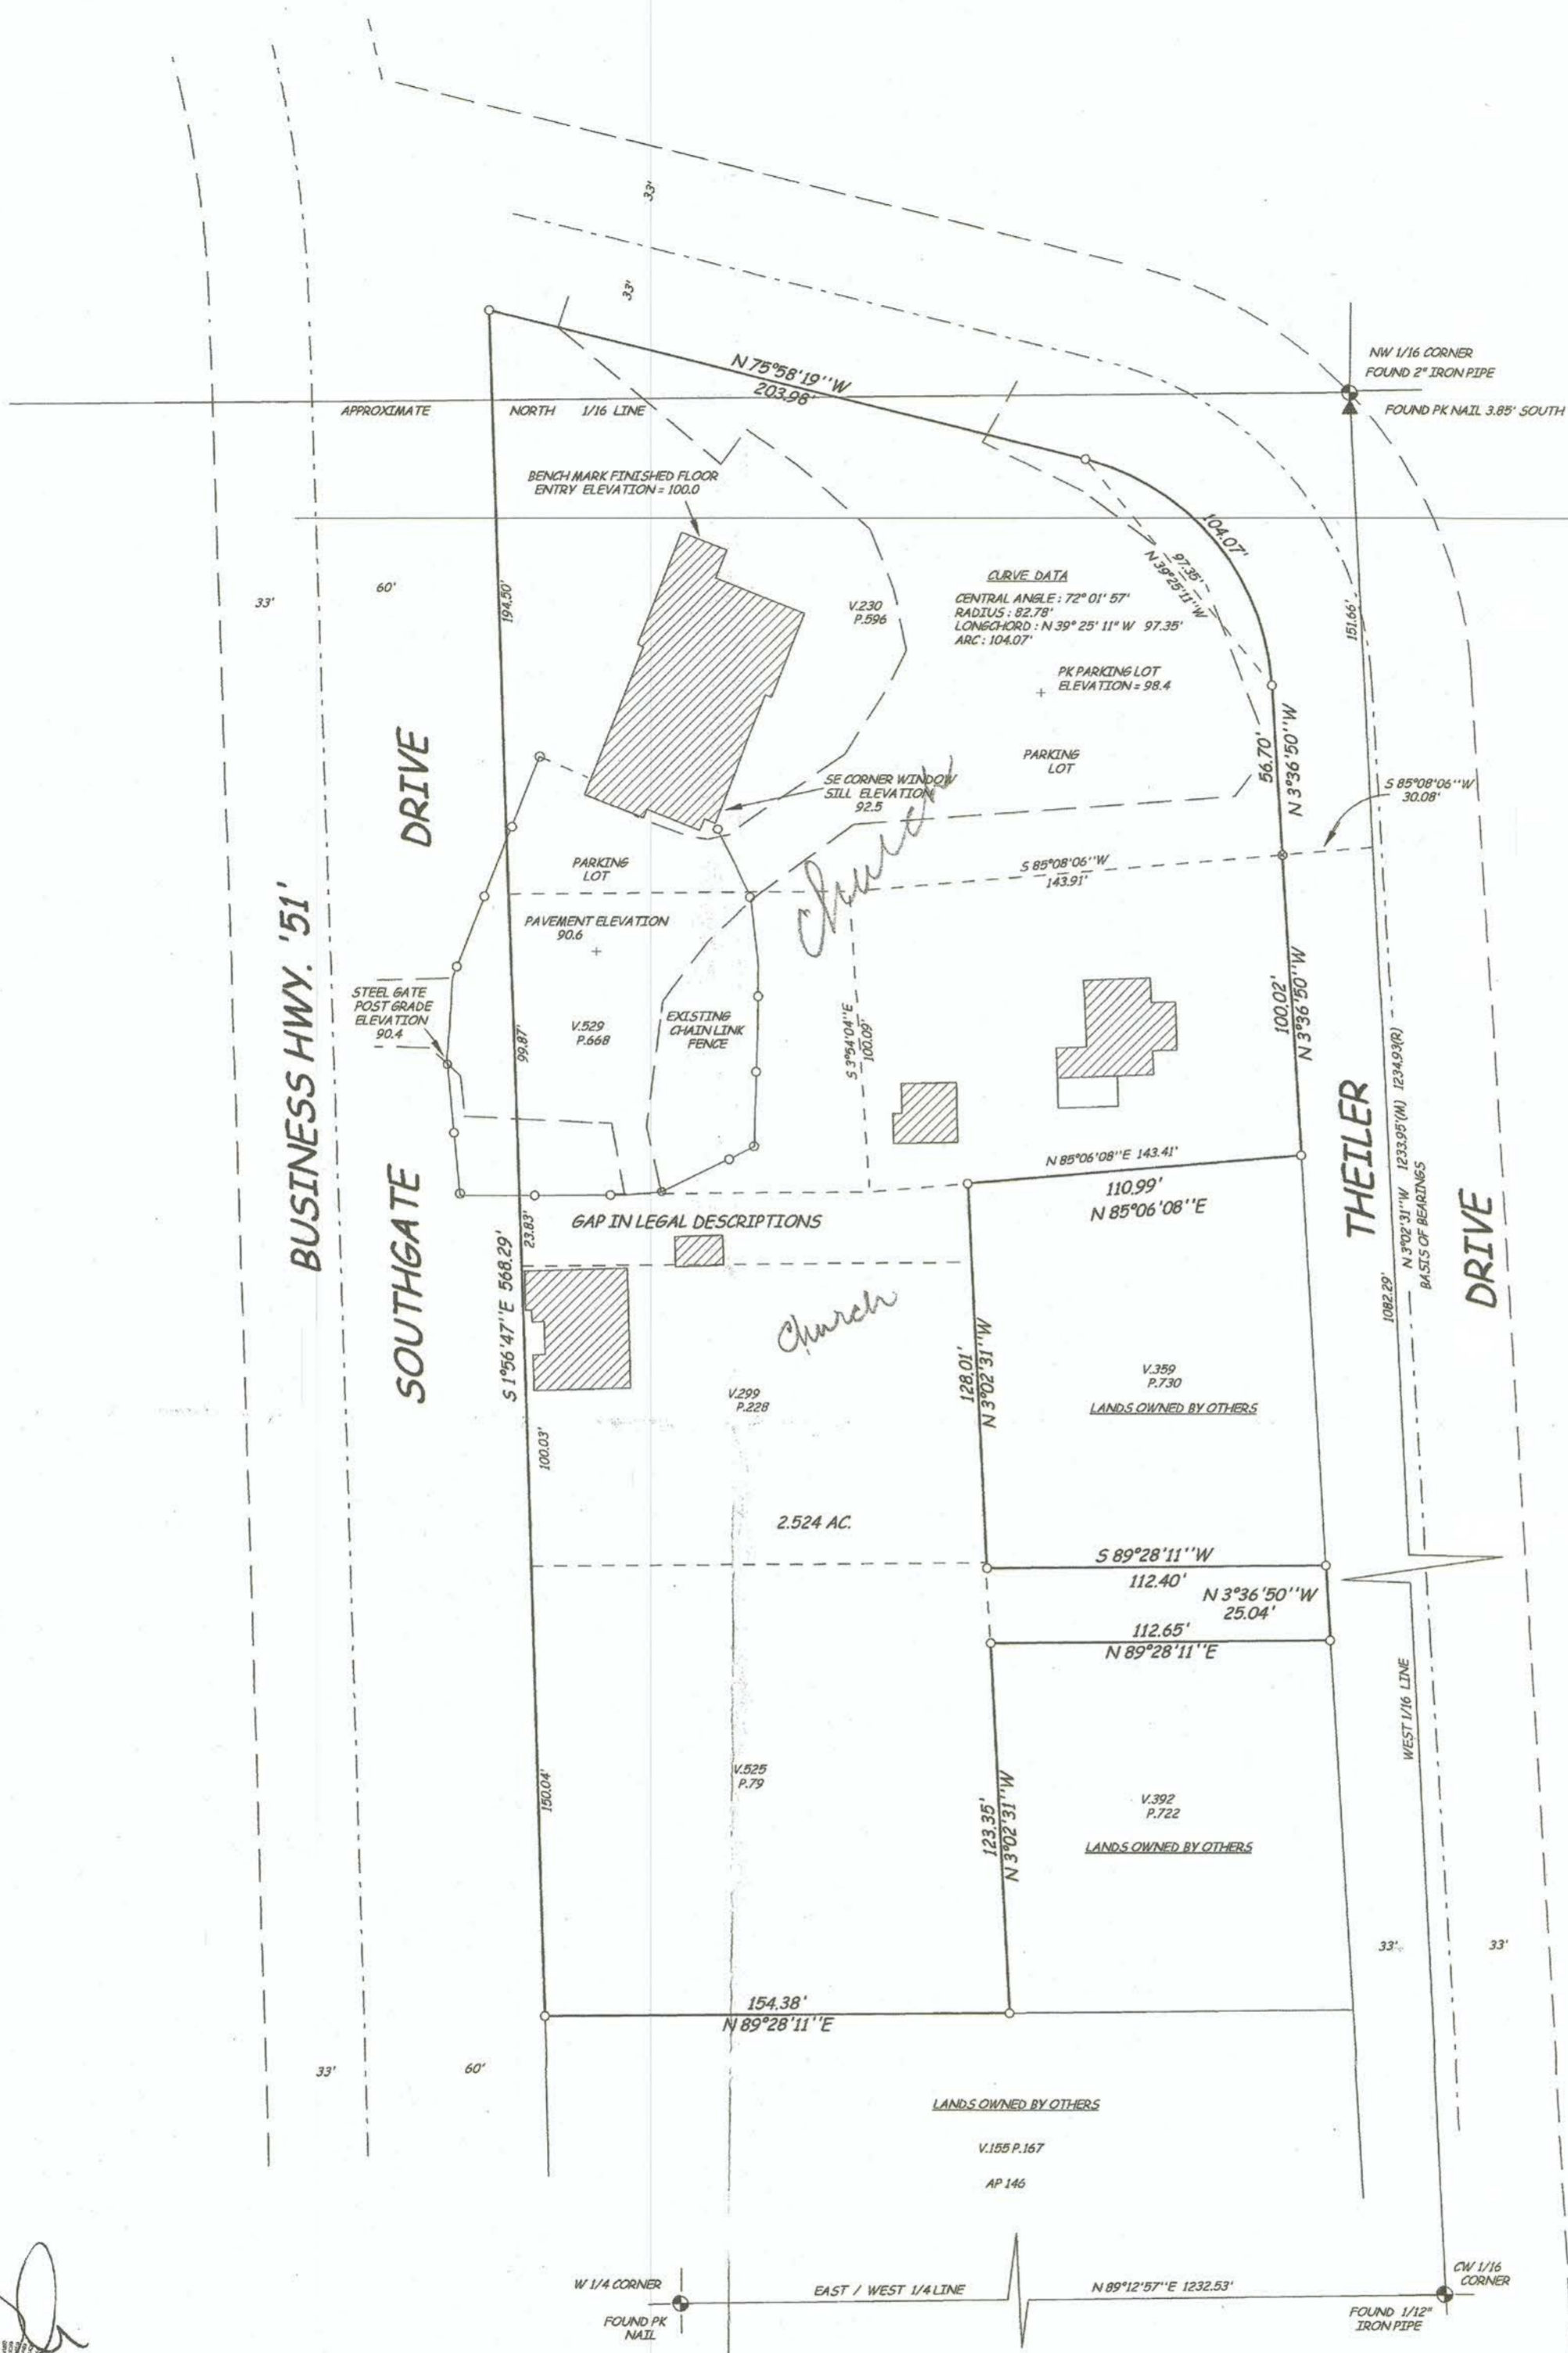 33'
33'
N 75°58'19''W
203.98'
NW 1/16 CORNER
FOUND 2" IRON PIPE
FOUND PK NAIL 3.85' SOUTH
APPROXIMATE NORTH 1/16 LINE
BENCH MARK FINISHED FLOOR
ENTRY ELEVATION = 100.0
33'
60'
194.50'
V.230
P.596
CURVE DATA
CENTRAL ANGLE : 72° 01' 57"
RADIUS : 82.78'
LONGCHORD : N 39° 25' 11" W 97.35'
ARC : 104.07'
104.07'
97.35'
N 39°25'11''W
151.66'
PK PARKING LOT
ELEVATION = 98.4
PARKING
LOT
56.70'
N 3°36'50''W
S 85°08'06''W
30.08'
SE CORNER WINDOW
SILL ELEVATION
92.5
Church
PARKING
LOT
S 85°08'06''W
143.91'
PAVEMENT ELEVATION
90.6
STEEL GATE
POST GRADE
ELEVATION
90.4
V.529
P.668
EXISTING
CHAIN LINK
FENCE
99.87'
S 3°54'04''E
100.09'
100.02'
N 3°36'50''W
BUSINESS HWY. '51'
SOUTHGATE DRIVE
THEILER DRIVE
N 3°02'31''W 1233.95'(M) 1234.93(R)
BASIS OF BEARINGS
1082.29'
N 85°06'08''E 143.41'
110.99'
N 85°06'08''E
23.83'
GAP IN LEGAL DESCRIPTIONS
S 1°56'47''E 568.29'
Church
128.01'
N 3°02'31''W
V.359
P.730
LANDS OWNED BY OTHERS
V.299
P.228
100.03'
2.524 AC.
S 89°28'11''W
112.40'
N 3°36'50''W
25.04'
112.65'
N 89°28'11''E
WEST 1/16 LINE
V.525
P.79
150.04'
123.35'
N 3°02'31''W
V.392
P.722
LANDS OWNED BY OTHERS
33'
33'
154.38'
N 89°28'11''E
33'
60'
LANDS OWNED BY OTHERS
V.155 P.167
AP 146
W 1/4 CORNER
FOUND PK
NAIL
EAST / WEST 1/4 LINE
N 89°12'57''E 1232.53'
CW 1/16
CORNER
FOUND 1/12"
IRON PIPE